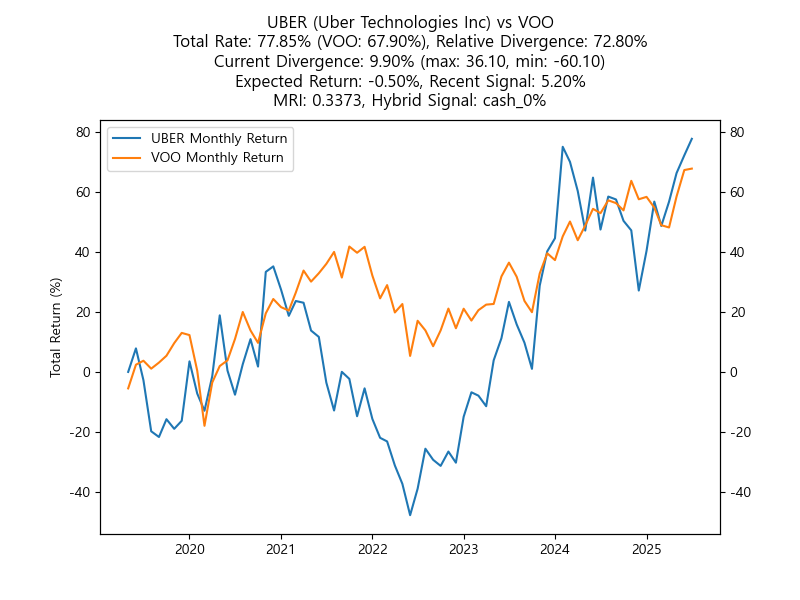 UBER (Uber Technologies Inc) vs VOO
Total Rate: 77.85% (VOO: 67.90%), Relative Divergence: 72.80%
Current Divergence: 9.90% (max: 36.10, min: -60.10)
Expected Return: -0.50%, Recent Signal: 5.20%
MRI: 0.3373, Hybrid Signal: cash_0%
UBER Monthly Return
VOO Monthly Return
Total Return (%)
80
60
40
20
0
-20
-40
80
60
40
20
0
-20
-40
2020 2021 2022 2023 2024 2025